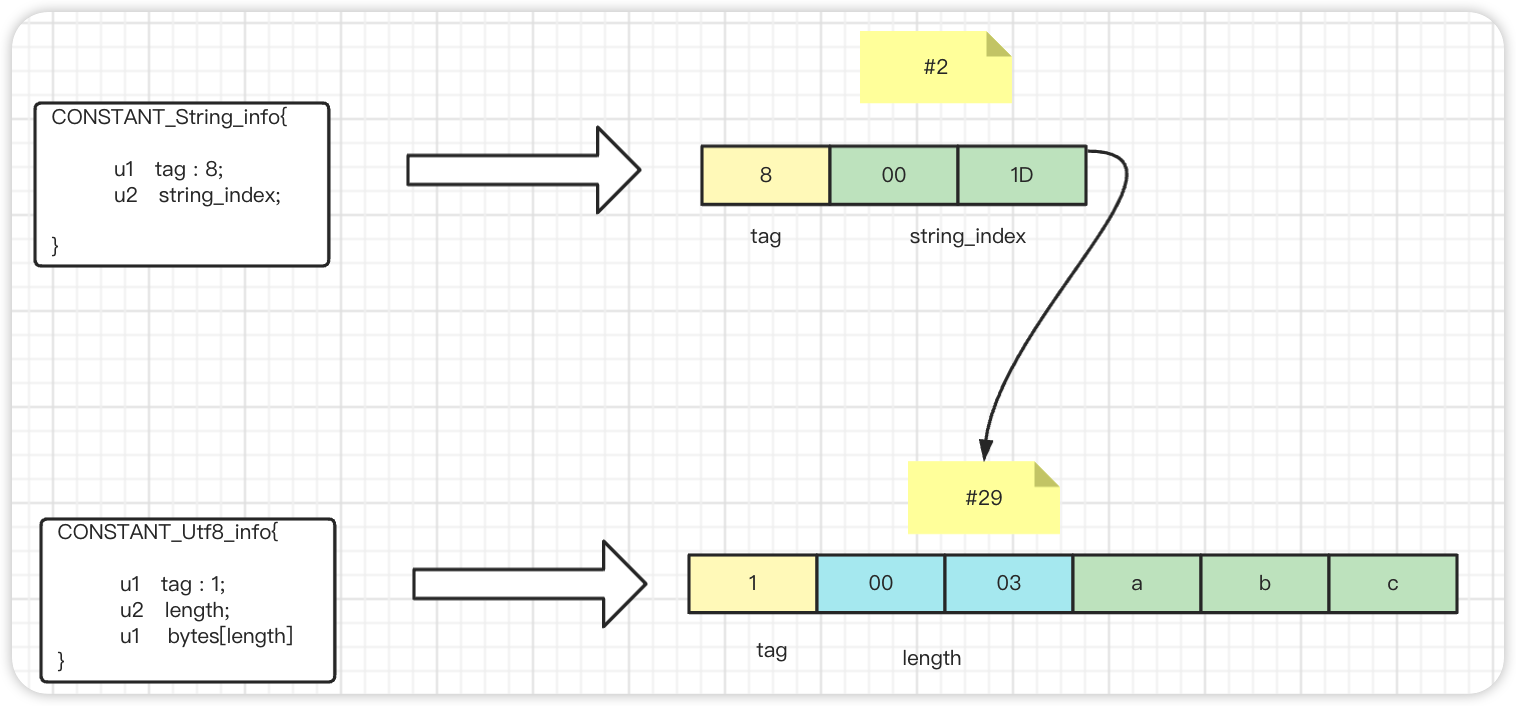 #2
CONSTANT_String_info{
u1 tag : 8;
u2 string_index;
}
8 00 1D
tag string_index
#29
CONSTANT_Utf8_info{
u1 tag : 1;
u2 length;
u1 bytes[length]
}
1 00 03 a b c
tag length